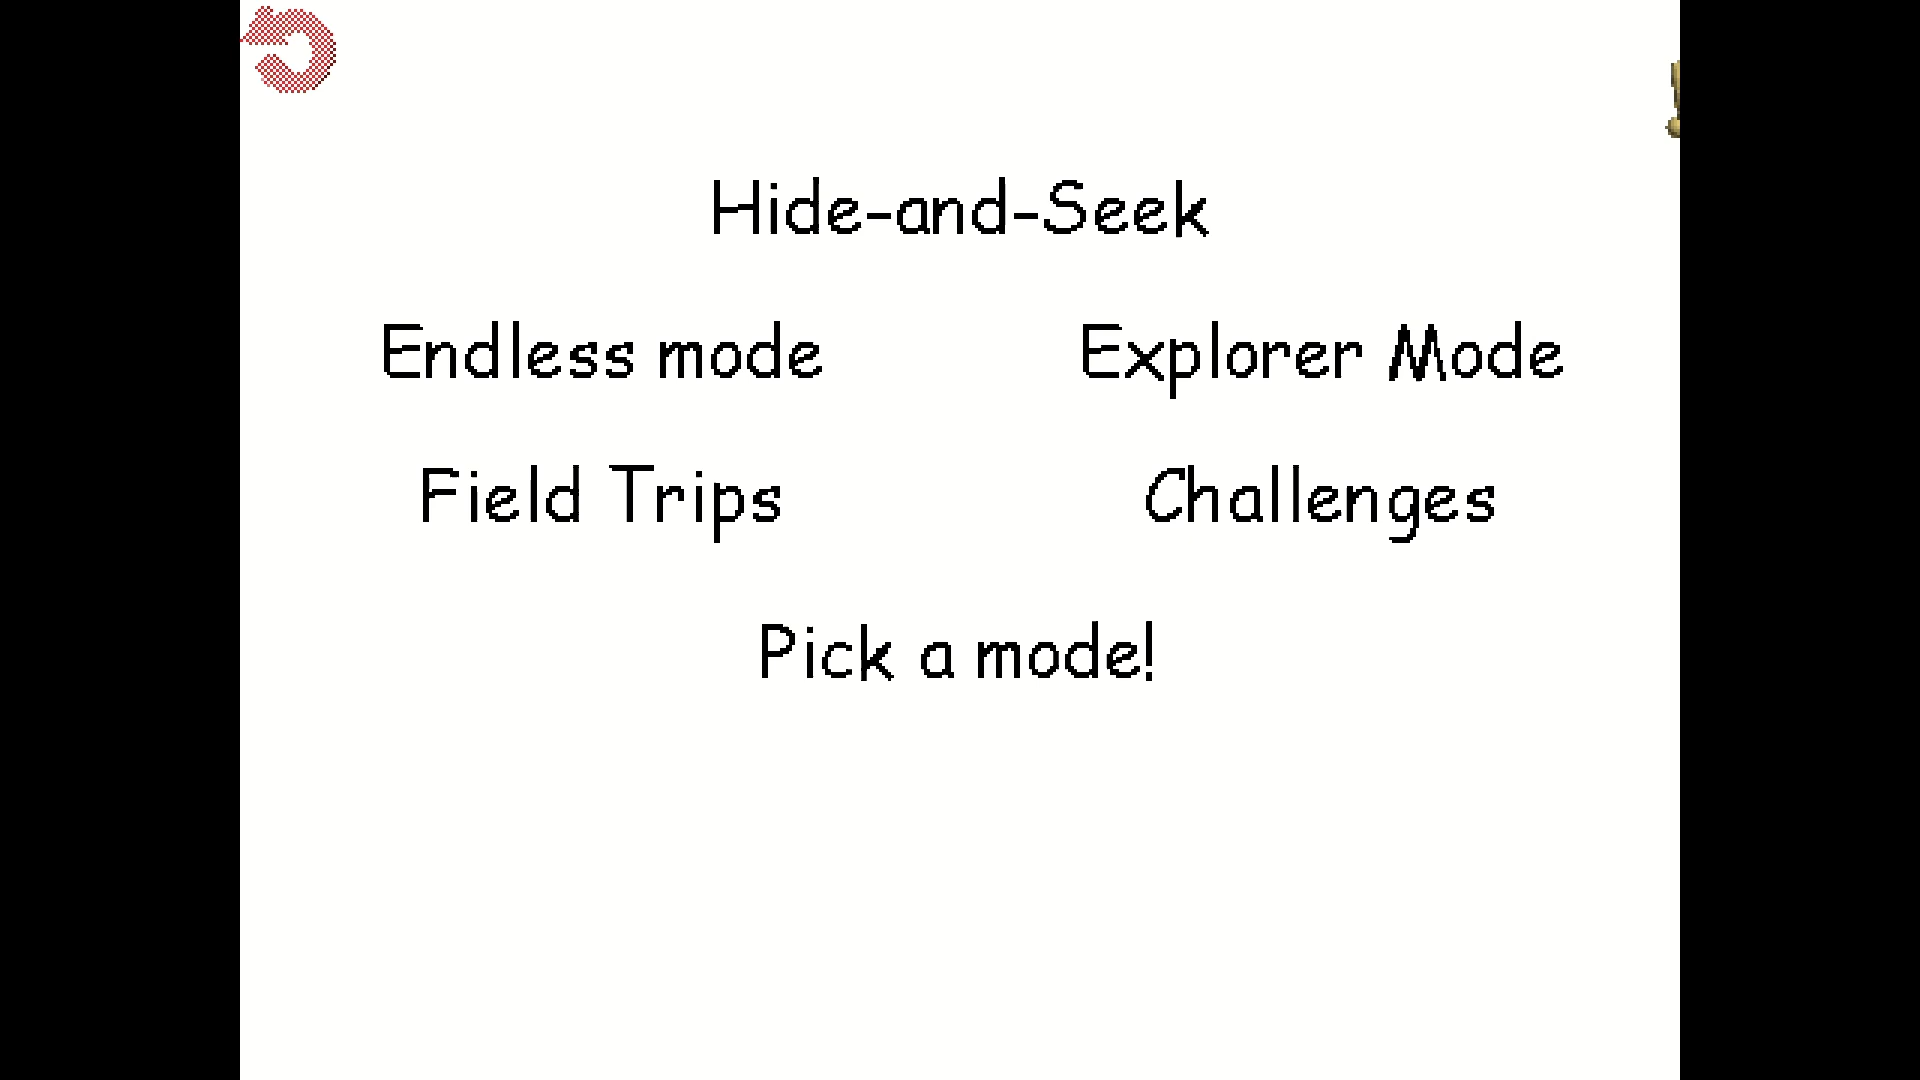 Hide-and-Seek
Endless mode
Explorer Mode
Field Trips
Challenges
Pick a mode!